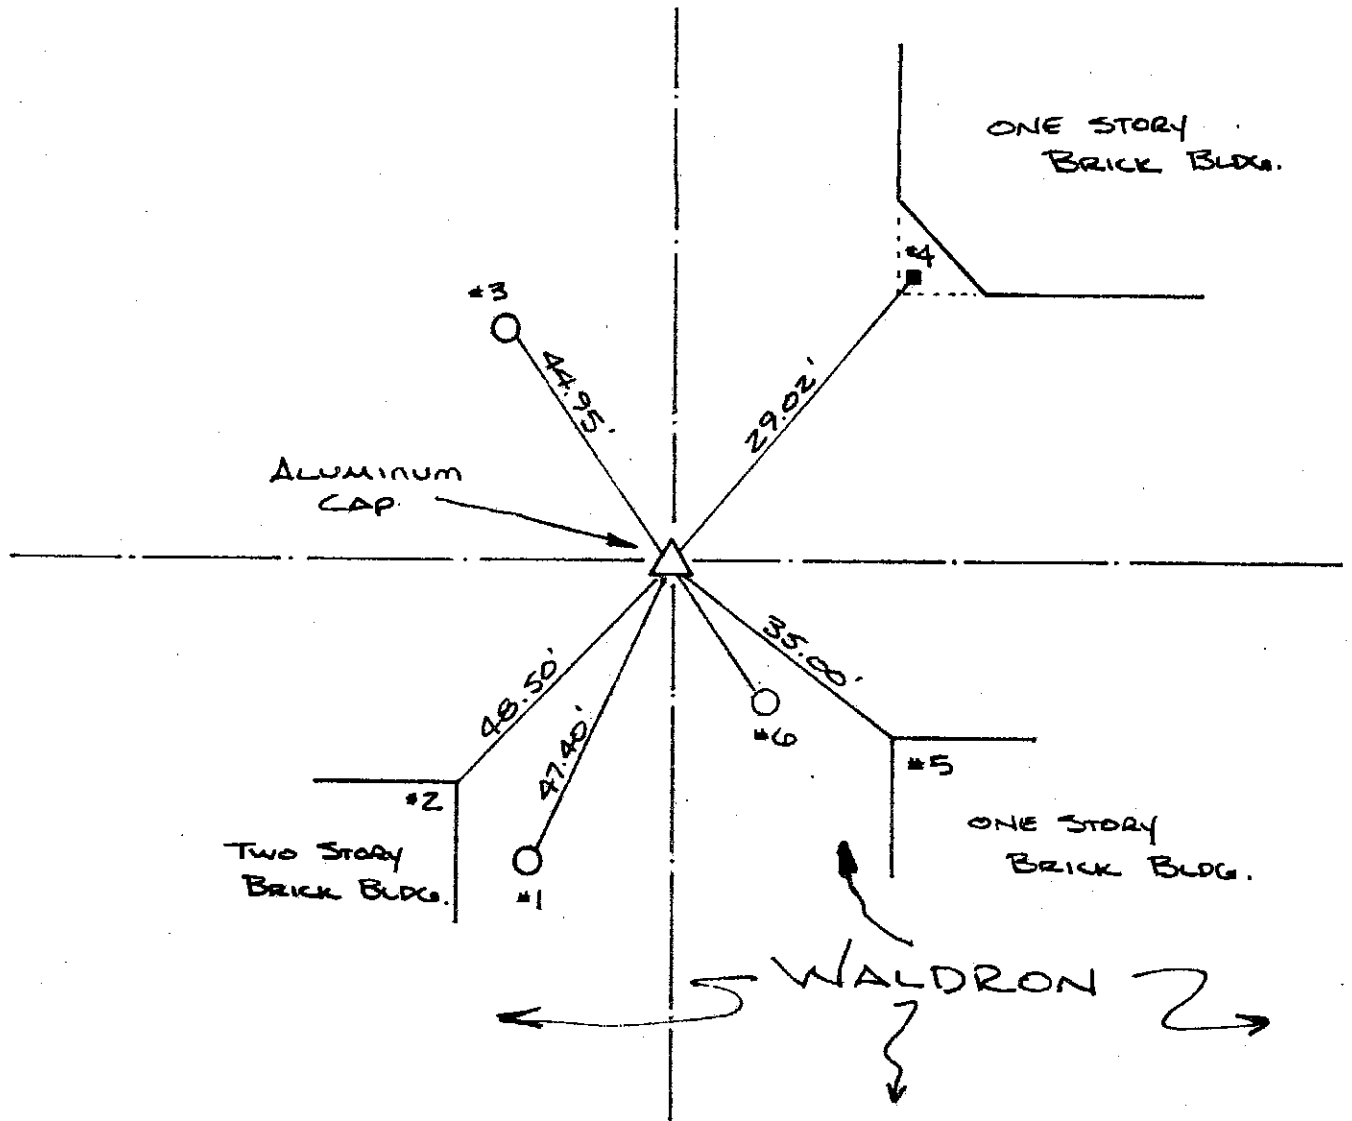 ONE STORY
BRICK BLDG.
#4
#3
44.95'
29.02'
ALUMINUM
CAP.
35.00'
48.50'
47.40'
#6
#5
#2
ONE STORY
BRICK BLDG.
TWO STORY
BRICK BLDG.
#1
WALDRON